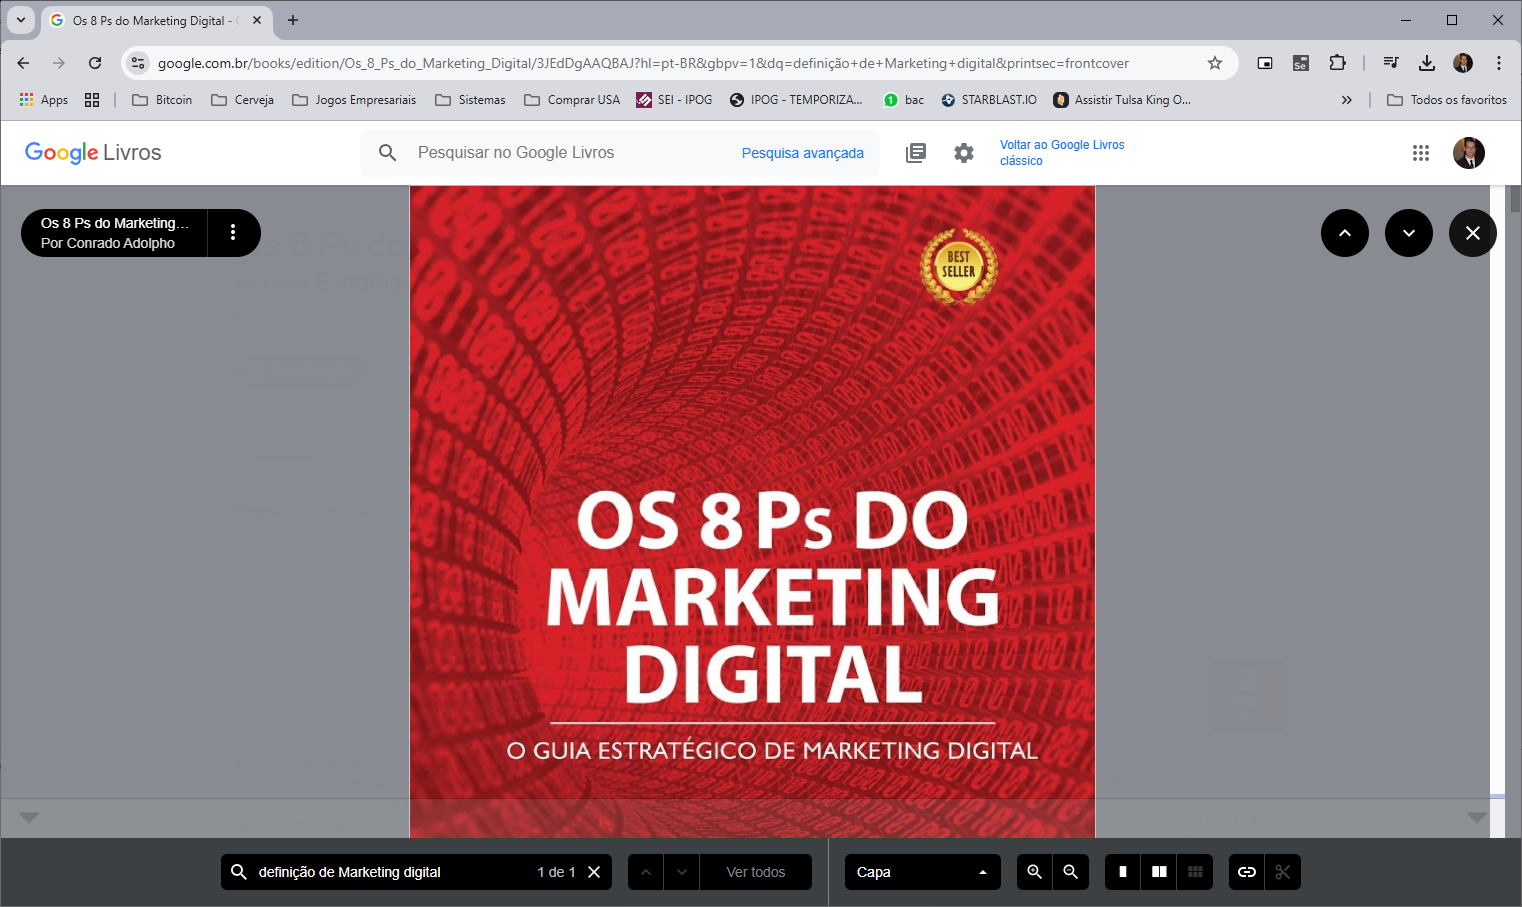 Os 8 Ps do Marketing Digital -
google.com.br/books/edition/Os_8_Ps_do_Marketing_Digital/3JEdDgAAQBAJ?hl=pt-BR&gbpv=1&dq=definição+de+Marketing+digital&printsec=frontcover
Se
Apps Bitcoin Cerveja Jogos Empresariais Sistemas Comprar USA SEI - IPOG IPOG - TEMPORIZA... 1 bac STARBLAST.IO Assistir Tulsa King O... » Todos os favoritos
Google Livros
Pesquisar no Google Livros
Pesquisa avançada
Voltar ao Google Livros
clássico
Os 8 Ps do Marketing...
Por Conrado Adolpho
BEST
SELLER
OS 8 Ps DO
MARKETING
DIGITAL
O GUIA ESTRATÉGICO DE MARKETING DIGITAL
definição de Marketing digital 1 de 1 Ver todos Capa